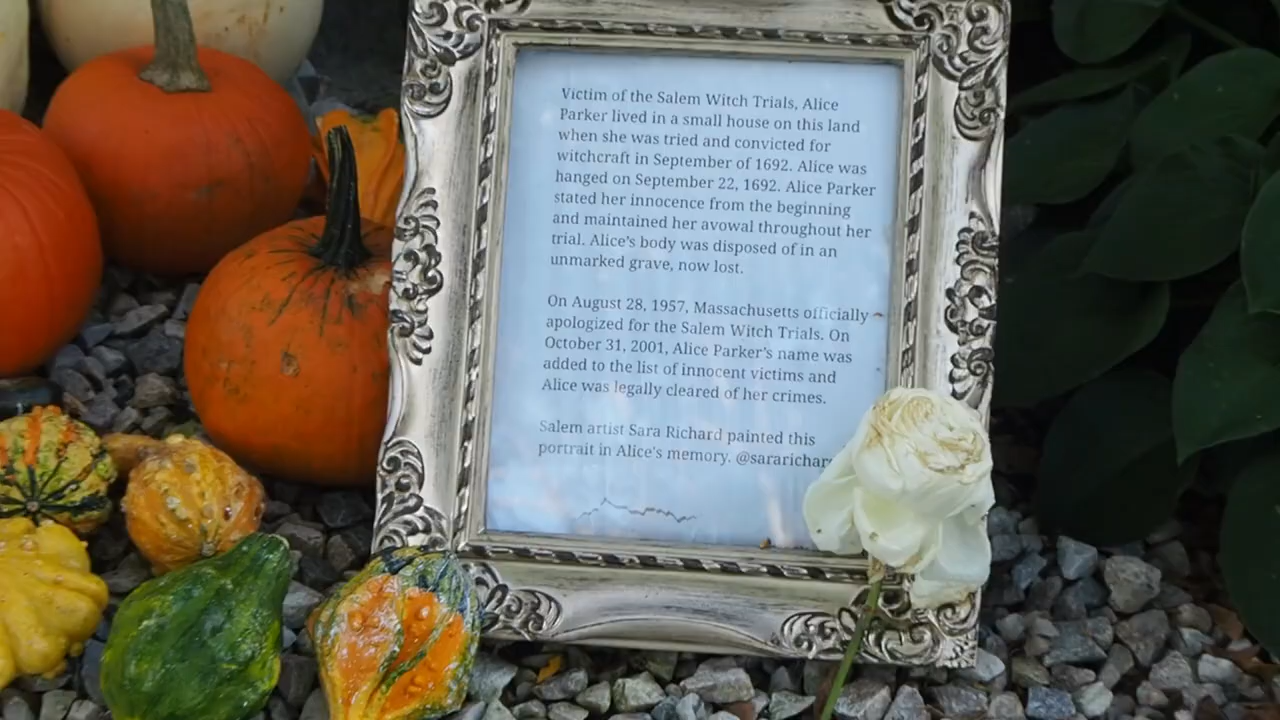 Victim of the Salem Witch Trials, Alice
Parker lived in a small house on this land
when she was tried and convicted for
witchcraft in September of 1692. Alice was
hanged on September 22, 1692. Alice Parker
stated her innocence from the beginning
and maintained her avowal throughout her
trial. Alice's body was disposed of in an
unmarked grave, now lost.
On August 28, 1957, Massachusetts officially
apologized for the Salem Witch Trials. On
October 31, 2001, Alice Parker's name was
added to the list of innocent victims and
Alice was legally cleared of her crimes.
Salem artist Sara Richard painted this
portrait in Alice's memory.